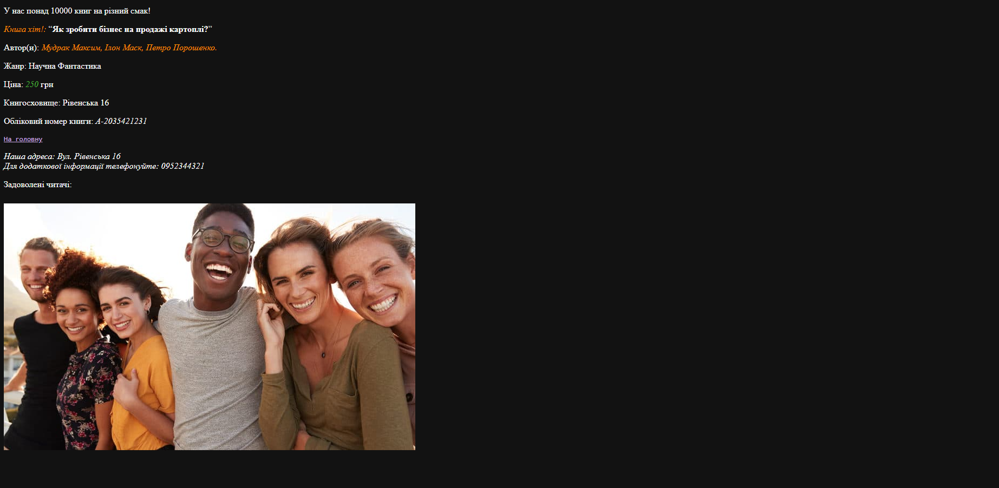 У нас понад 10000 книг на різний смак!
Книга хіт!: “Як зробити бізнес на продажі картоплі?”
Автор(и): Мудрак Максим, Ілон Маск, Петро Порошенко.
Жанр: Научна Фантастика
Ціна: 250 грн
Книгосховище: Рівенська 16
Обліковий номер книги: А-2035421231
На головну
Наша адреса: Вул. Рівенська 16
Для додаткової інформації телефонуйте: 0952344321
Задоволені читачі: